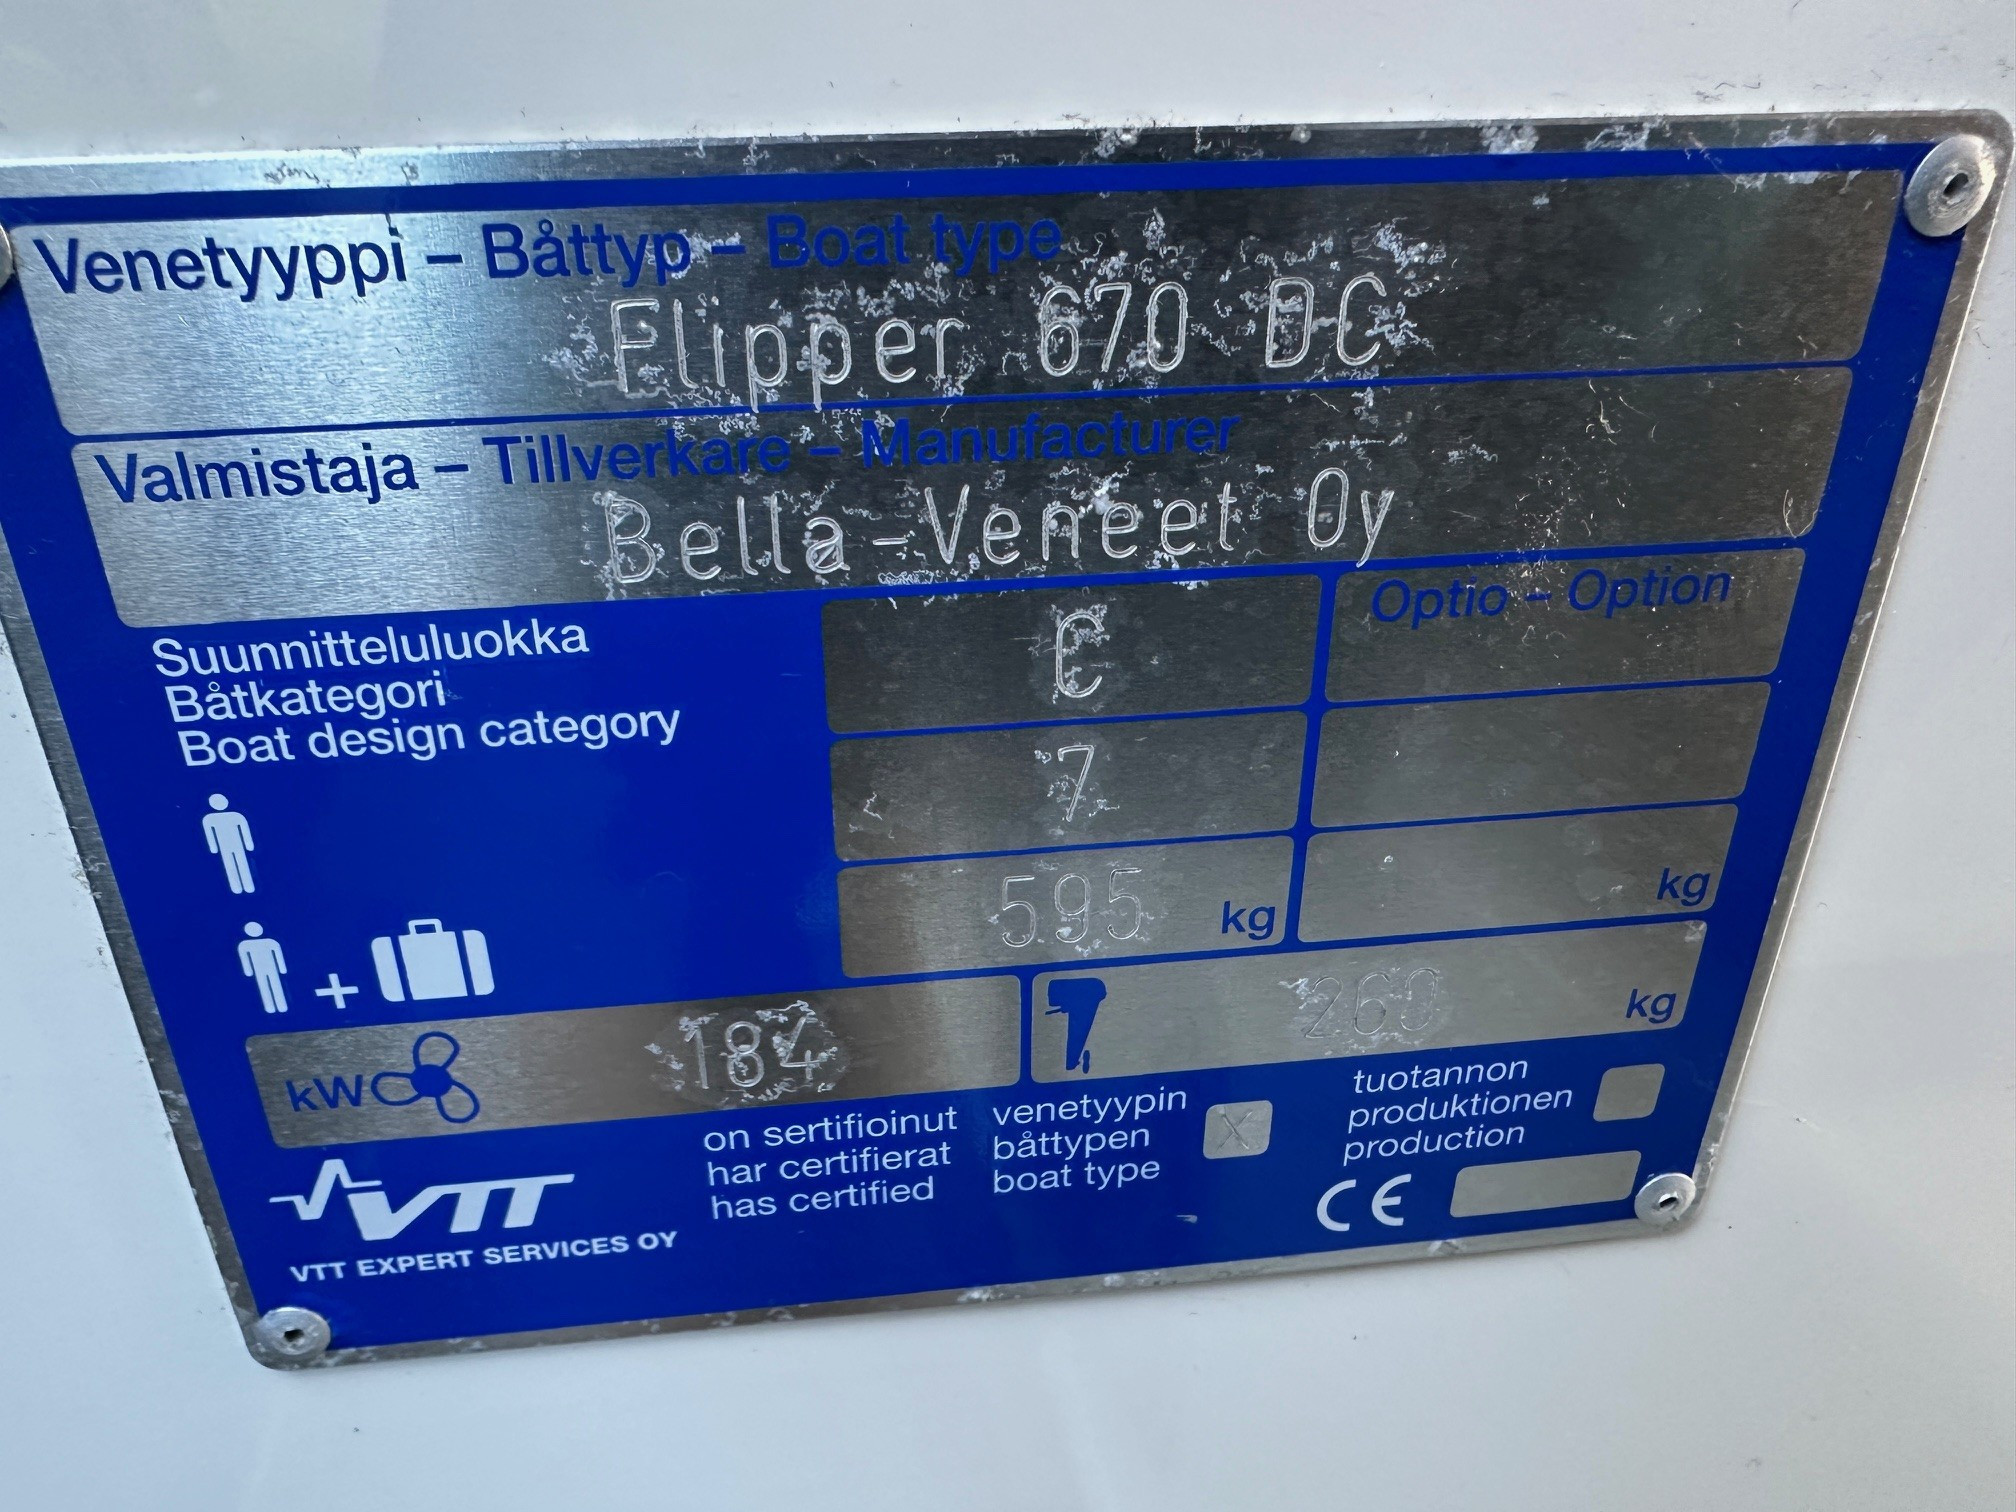 Venetyyppi – Båttyp – Boat type
Flipper 670 DC
Valmistaja – Tillverkare – Manufacturer
Bella-Veneet Oy
Suunnitteluluokka
Båtkategori
Boat design category
C
Optio – Option
7
595 kg
kg
+
kW 184
260 kg
VTT
VTT EXPERT SERVICES OY
on sertifioinut
har certifierat
has certified
venetyypin
båttypen
boat type
X
tuotannon
produktionen
production
CE